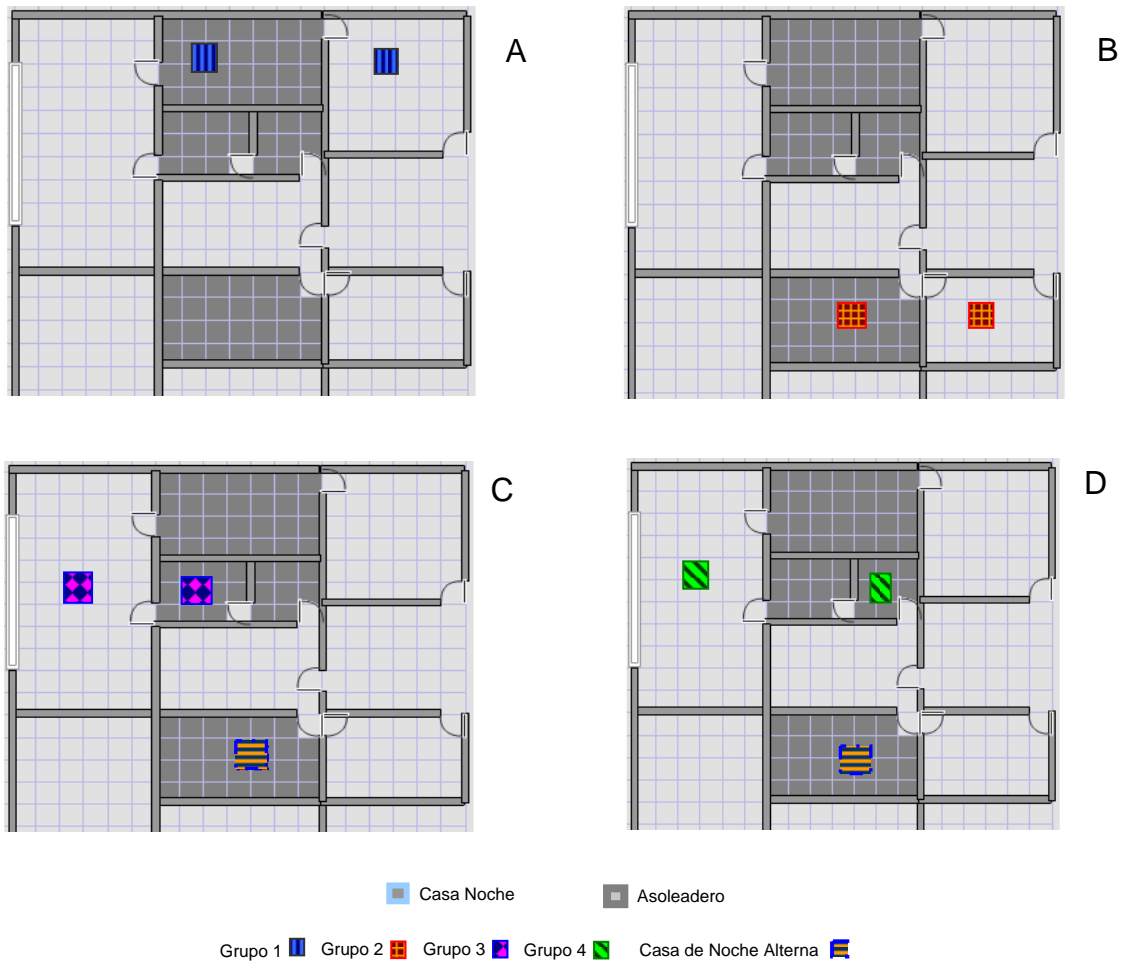 A
B
C
D
Casa Noche
Asoleadero
Grupo 1
Grupo 2
Grupo 3
Grupo 4
Casa de Noche Alterna